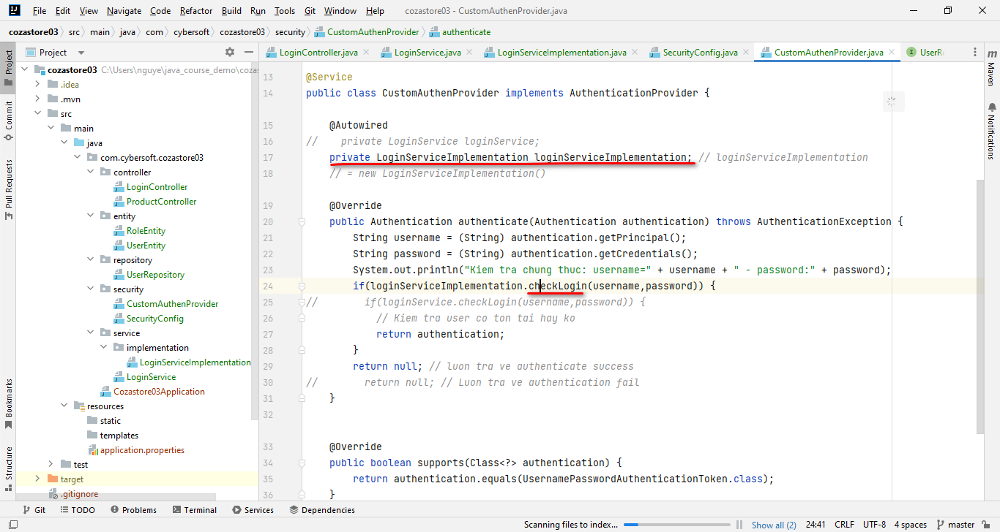 File Edit View Navigate Code Refactor Build Run Tools Git Window Help cozastore03 - CustomAuthenProvider.java
cozastore03 src main java com cybersoft cozastore03 security CustomAuthenProvider authenticate
Project
LoginController.java LoginService.java LoginServiceImplementation.java SecurityConfig.java CustomAuthenProvider.java UserR
cozastore03 C:\Users\nguye\java_course_demo\cozas
.idea
.mvn
src
main
java
com.cybersoft.cozastore03
controller
LoginController
ProductController
entity
RoleEntity
UserEntity
repository
UserRepository
security
CustomAuthenProvider
SecurityConfig
service
implementation
LoginServiceImplementation
LoginService
Cozastore03Application
resources
static
templates
application.properties
test
target
.gitignore
13 @Service
14 public class CustomAuthenProvider implements AuthenticationProvider {
15 @Autowired
16 // private LoginService loginService;
17 private LoginServiceImplementation loginServiceImplementation; // loginServiceImplementation
18 // = new LoginServiceImplementation()
19 @Override
20 public Authentication authenticate(Authentication authentication) throws AuthenticationException {
21 String username = (String) authentication.getPrincipal();
22 String password = (String) authentication.getCredentials();
23 System.out.println("Kiem tra chung thuc: username=" + username + " - password:" + password);
24 if(loginServiceImplementation.checkLogin(username,password)) {
25 // if(loginService.checkLogin(username,password)) {
26 // Kiem tra user co ton tai hay ko
27 return authentication;
28 }
29 return null; // luon tra ve authenticate success
30 // return null; // Luon tra ve authentication fail
31 }
32
33 @Override
34 public boolean supports(Class<?> authentication) {
35 return authentication.equals(UsernamePasswordAuthenticationToken.class);
36 }
Project
Commit
Pull Requests
Bookmarks
Structure
m
Maven
Notifications
Git TODO Problems Terminal Services Dependencies
Scanning files to index... Show all (2) 24:41 CRLF UTF-8 4 spaces master